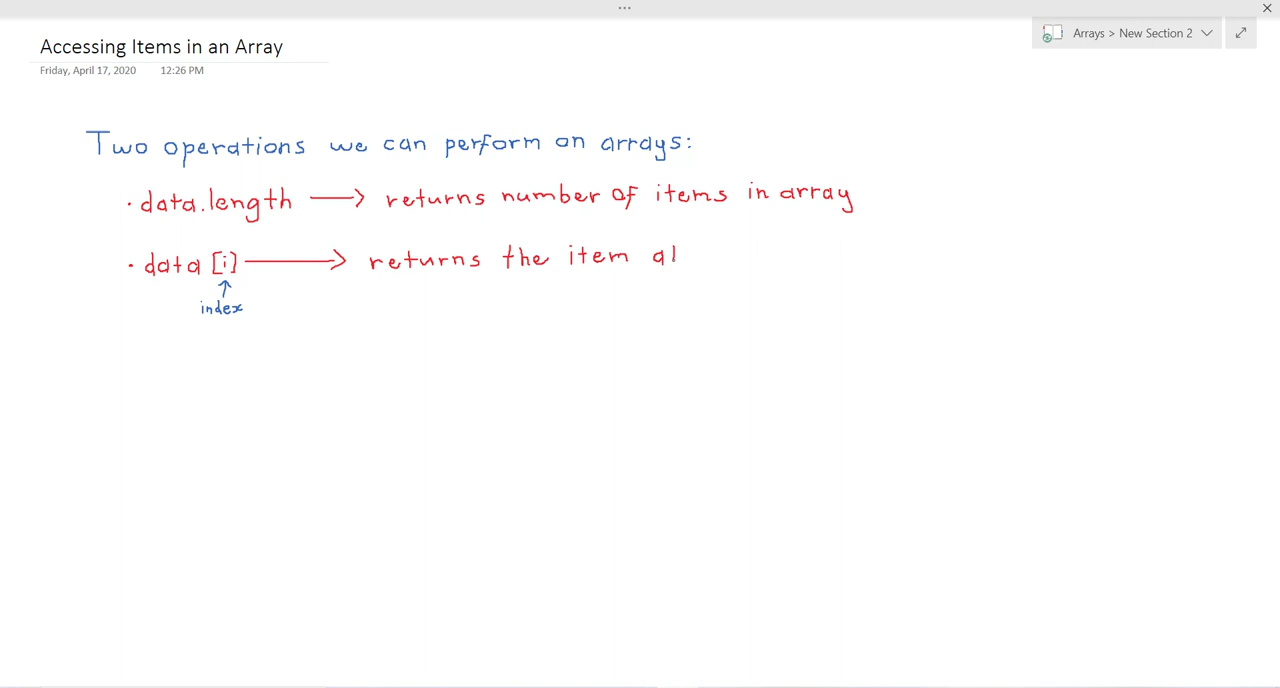 Accessing Items in an Array
Arrays > New Section 2
Friday, April 17, 2020 12:26 PM
Two operations we can perform on arrays:
· data.length → returns number of items in array
· data [i] → returns the item al
↑
index